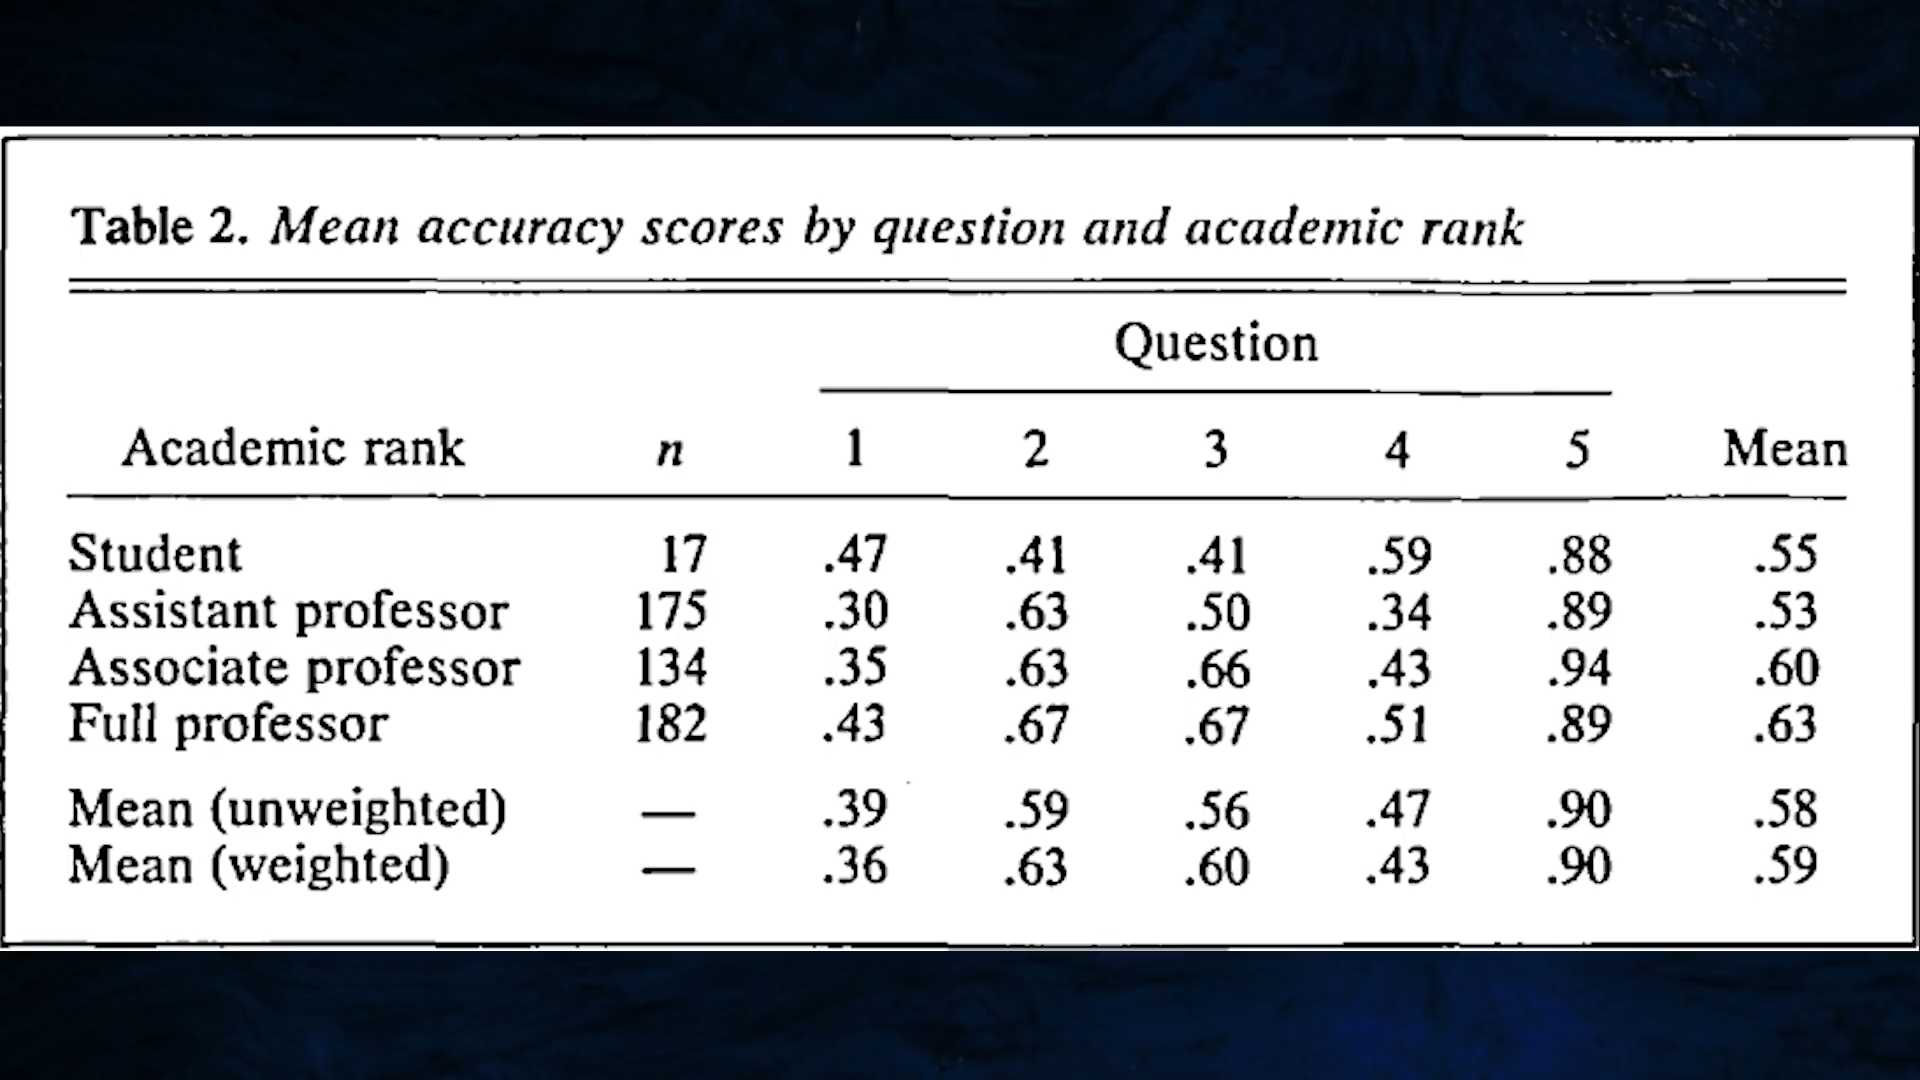 Table 2. Mean accuracy scores by question and academic rank
Question
Academic rank n 1 2 3 4 5 Mean
Student 17 .47 .41 .41 .59 .88 .55
Assistant professor 175 .30 .63 .50 .34 .89 .53
Associate professor 134 .35 .63 .66 .43 .94 .60
Full professor 182 .43 .67 .67 .51 .89 .63
Mean (unweighted) — .39 .59 .56 .47 .90 .58
Mean (weighted) — .36 .63 .60 .43 .90 .59